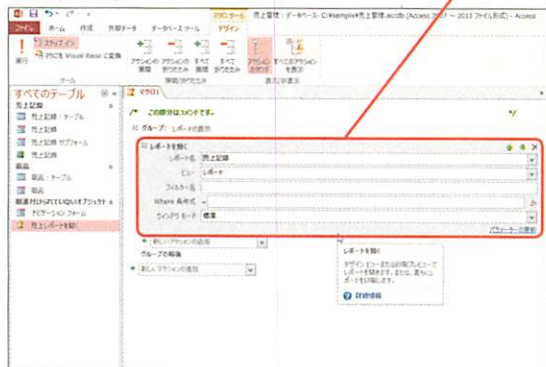 マクロ ツール
売上管理 : データベース- C:¥sample¥売上管理.accdb (Access 2007 ～ 2013 ファイル形式) - Access
ファイル
ホーム
作成
外部データ
データベース ツール
デザイン
実行
ステップ イン
マクロを Visual Basic に変換
アクションの展開
アクションの折りたたみ
すべて展開
すべて折りたたみ
アクションカタログ
すべてのアクションを表示
ツール
展開/折りたたみ
表示/非表示
すべてのテーブル
売上記録
売上記録 : テーブル
売上記録
売上記録 サブフォーム
売上記録
商品
商品 : テーブル
商品
関連付けられていないオブジェクト
ナビゲーション フォーム
売上レポートを開く
マクロ1
/* この部分はコメントです。 */
グループ: レポートの表示
レポートを開く
レポート名 売上記録
ビュー レポート
フィルター名
Where 条件式 =
ウィンドウ モード 標準
パラメーターの更新
新しいアクションの追加
グループの最後
新しいアクションの追加
レポートを開く
デザイン ビューまたは印刷プレビューで
レポートを開きます。または、直ちにレ
ポートを印刷します。
詳細情報